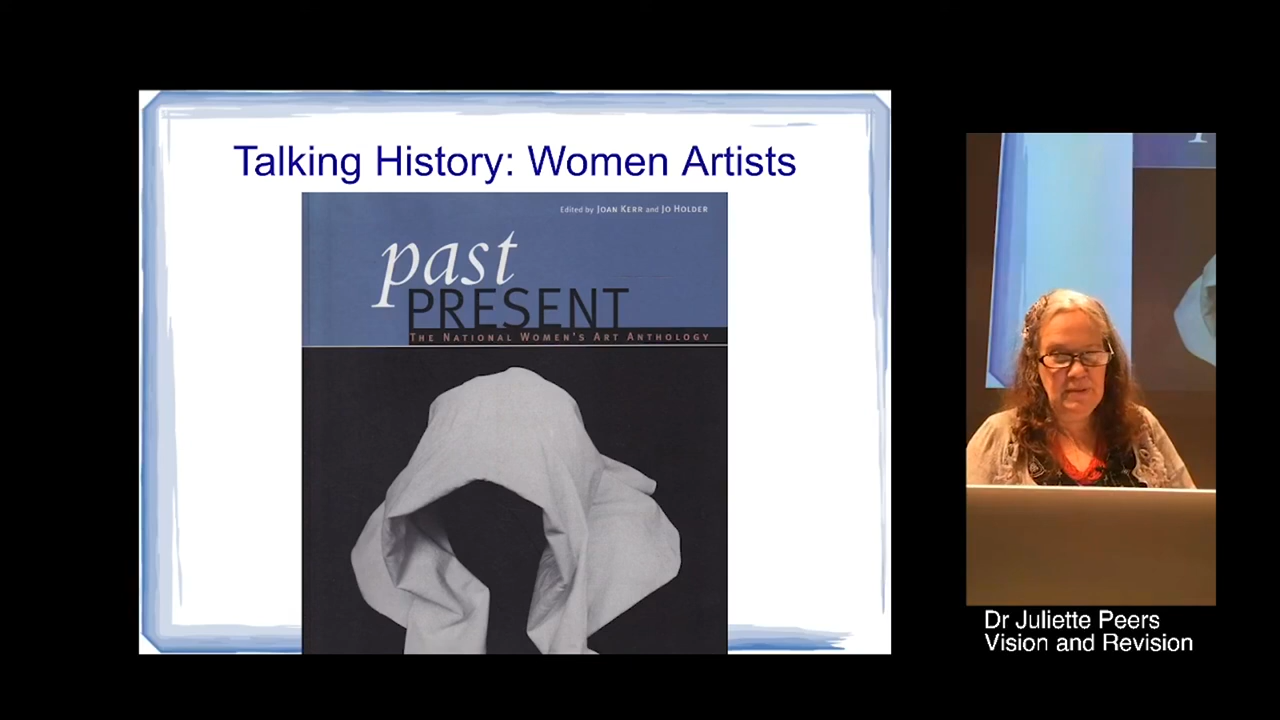 Talking History: Women Artists
Edited by JOAN KERR and JO HOLDER
past
PRESENT
THE NATIONAL WOMEN'S ART ANTHOLOGY
Dr Juliette Peers
Vision and Revision